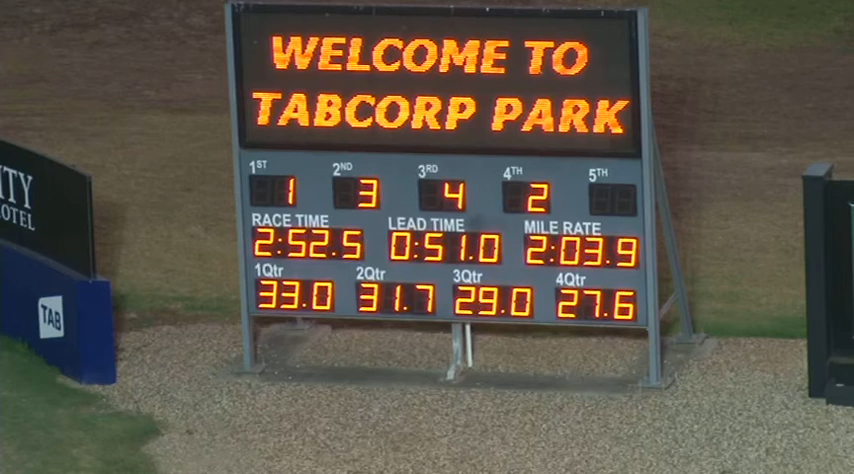 WELCOME TO
TABCORP PARK
1ST 2ND 3RD 4TH 5TH
1 3 4 2
RACE TIME LEAD TIME MILE RATE
2:52.5 0:51.0 2:03.9
1Qtr 2Qtr 3Qtr 4Qtr
33.0 31.7 29.0 27.6
TAB